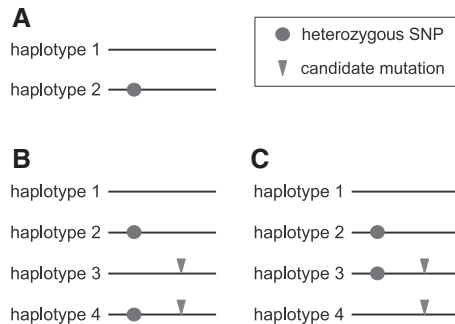 A
haplotype 1
haplotype 2
heterozygous SNP
candidate mutation
B
haplotype 1
haplotype 2
haplotype 3
haplotype 4
C
haplotype 1
haplotype 2
haplotype 3
haplotype 4